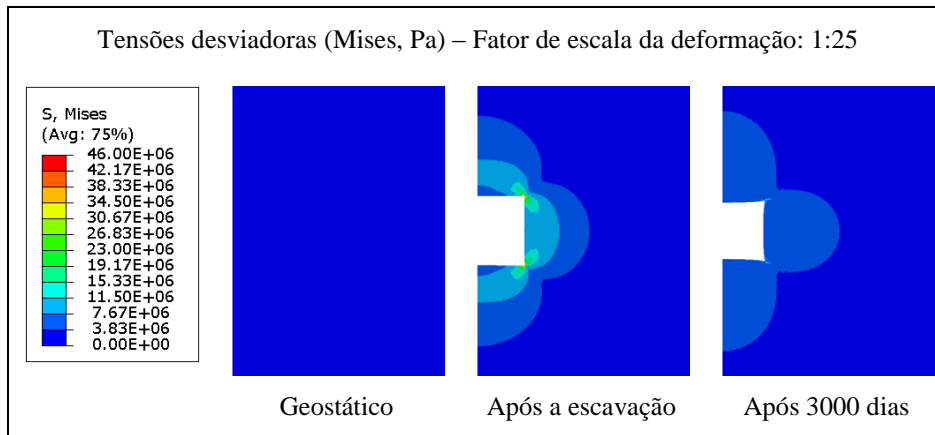 Tensões desviadoras (Mises, Pa) – Fator de escala da deformação: 1:25
S, Mises
(Avg: 75%)
46.00E+06
42.17E+06
38.33E+06
34.50E+06
30.67E+06
26.83E+06
23.00E+06
19.17E+06
15.33E+06
11.50E+06
7.67E+06
3.83E+06
0.00E+00
Geostático
Após a escavação
Após 3000 dias